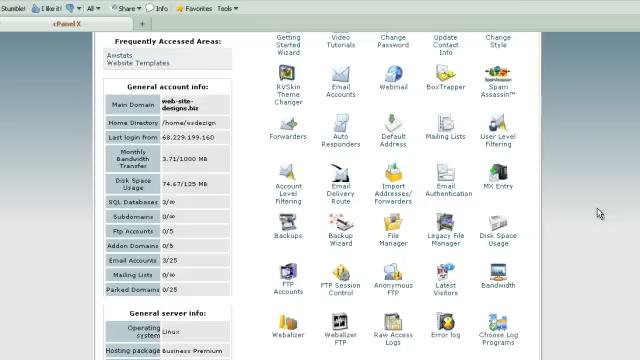 Stumble! I like it! All Share Info Favorites Tools
cPanel X
Frequently Accessed Areas:
Awstats
Website Templates
General account info:
Main Domain web-site-designs.biz
Home Directory /home/wsdezign
Last login from 68.229.199.160
Monthly Bandwidth Transfer 3.71/1000 MB
Disk Space Usage 74.67/125 MB
SQL Databases 3/∞
Subdomains 0/∞
Ftp Accounts 0/5
Addon Domains 0/5
Email Accounts 3/25
Mailing Lists 0/∞
Parked Domains 0/25
General server info:
Operating system Linux
Hosting package Business Premium
Getting Started Wizard
Video Tutorials
Change Password
Update Contact Info
Change Style
RVSkin Theme Changer
Email Accounts
Webmail
BoxTrapper
Spam Assassin™
Forwarders
Auto Responders
Default Address
Mailing Lists
User Level Filtering
Account Level Filtering
Email Delivery Route
Import Addresses/ Forwarders
Email Authentication
MX Entry
Backups
Backup Wizard
File Manager
Legacy File Manager
Disk Space Usage
FTP Accounts
FTP Session Control
Anonymous FTP
Latest Visitors
Bandwidth
Webalizer
Webalizer FTP
Raw Access Logs
Error log
Choose Log Programs